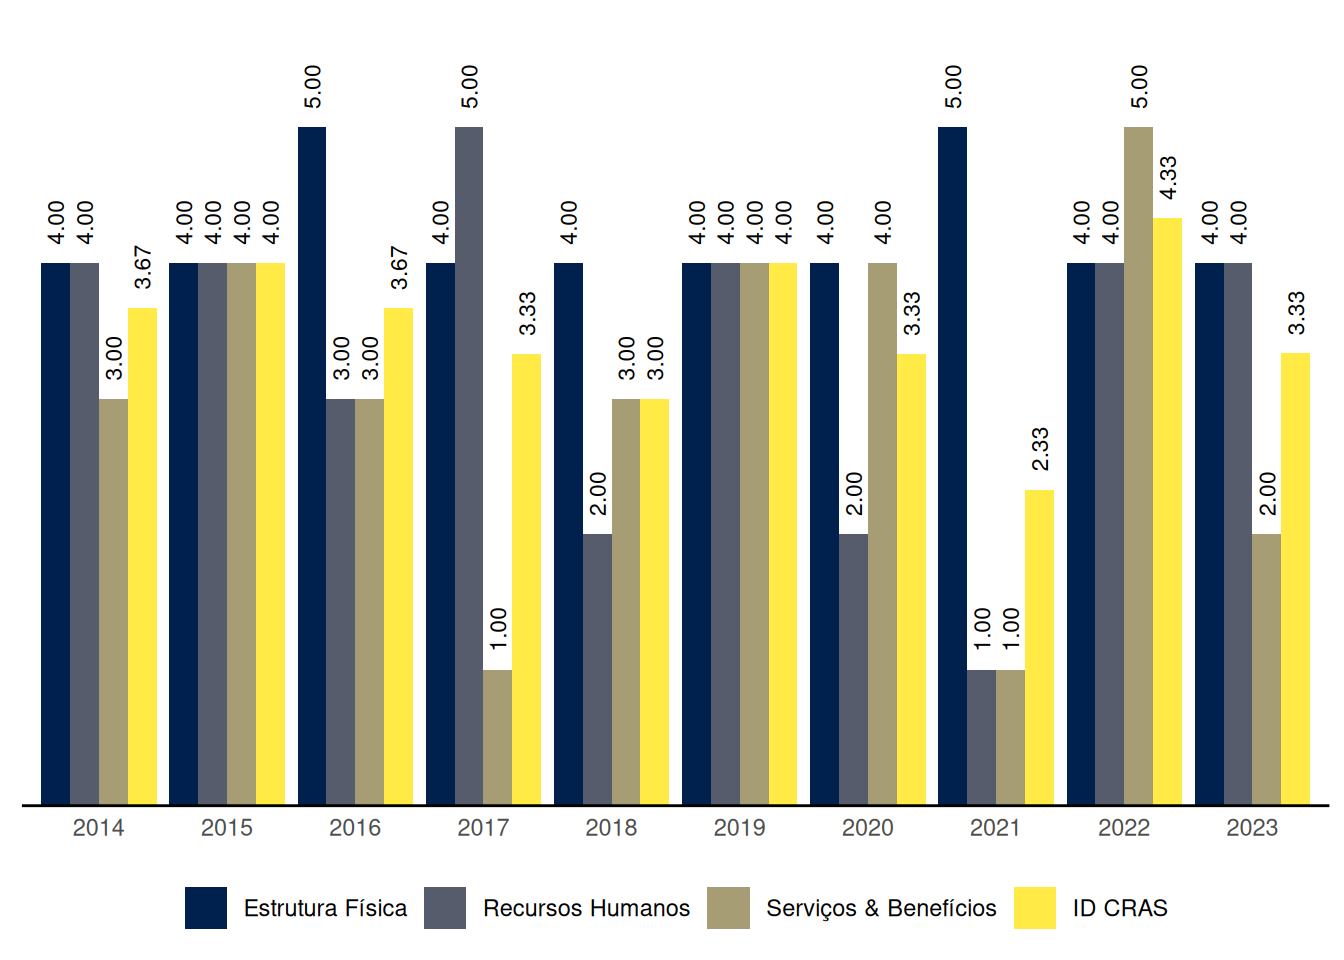 4.00 4.00 3.00 3.67
4.00 4.00 4.00 4.00
5.00 3.00 3.00 3.67
4.00 5.00 1.00 3.33
4.00 2.00 3.00 3.00
4.00 4.00 4.00 4.00
4.00 2.00 4.00 3.33
5.00 1.00 1.00 2.33
4.00 4.00 5.00 4.33
4.00 4.00 2.00 3.33
2014 2015 2016 2017 2018 2019 2020 2021 2022 2023
Estrutura Física Recursos Humanos Serviços & Benefícios ID CRAS